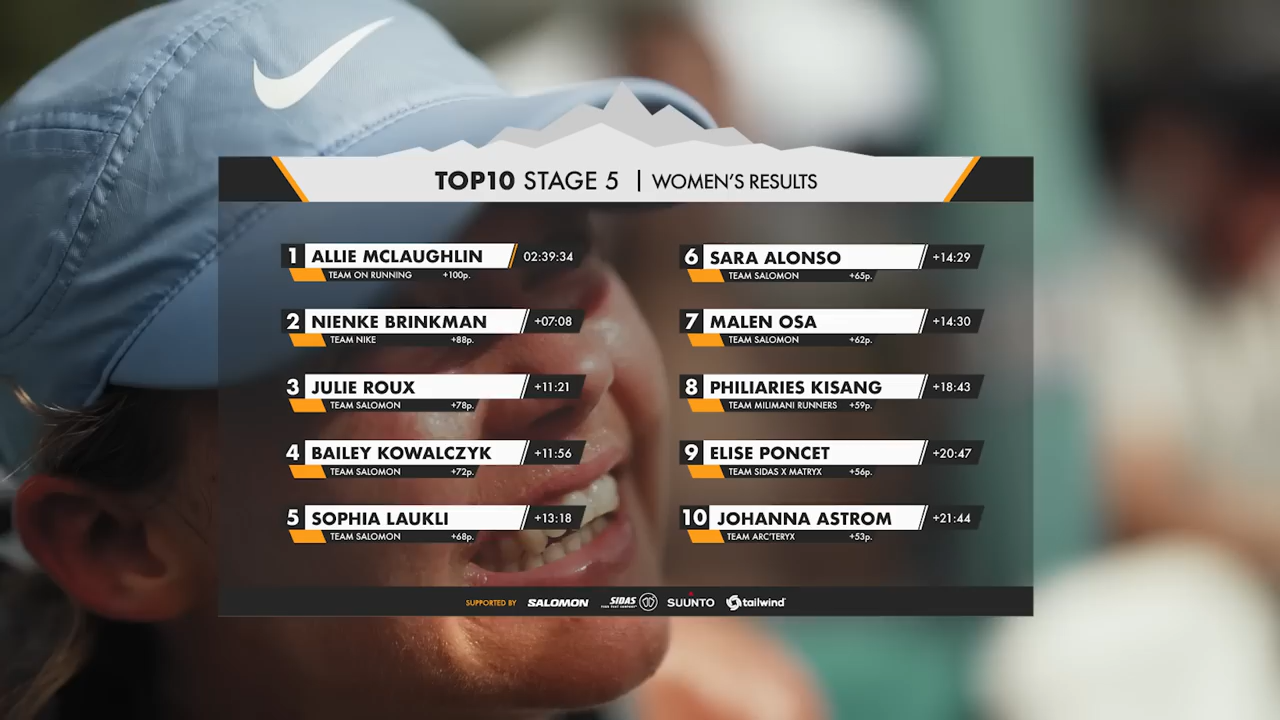 TOP10 STAGE 5 | WOMEN'S RESULTS
1 ALLIE MCLAUGHLIN 02:39:34
TEAM ON RUNNING +100p.
2 NIENKE BRINKMAN +07:08
TEAM NIKE +88p.
3 JULIE ROUX +11:21
TEAM SALOMON +78p.
4 BAILEY KOWALCZYK +11:56
TEAM SALOMON +72p.
5 SOPHIA LAUKLI +13:18
TEAM SALOMON +68p.
6 SARA ALONSO +14:29
TEAM SALOMON +65p.
7 MALEN OSA +14:30
TEAM SALOMON +62p.
8 PHILIARIES KISANG +18:43
TEAM MILIMANI RUNNERS +59p.
9 ELISE PONCET +20:47
TEAM SIDAS X MATRYX +56p.
10 JOHANNA ASTROM +21:44
TEAM ARC'TERYX +53p.
SUPPORTED BY SALOMON SIDAS SUUNTO tailwind